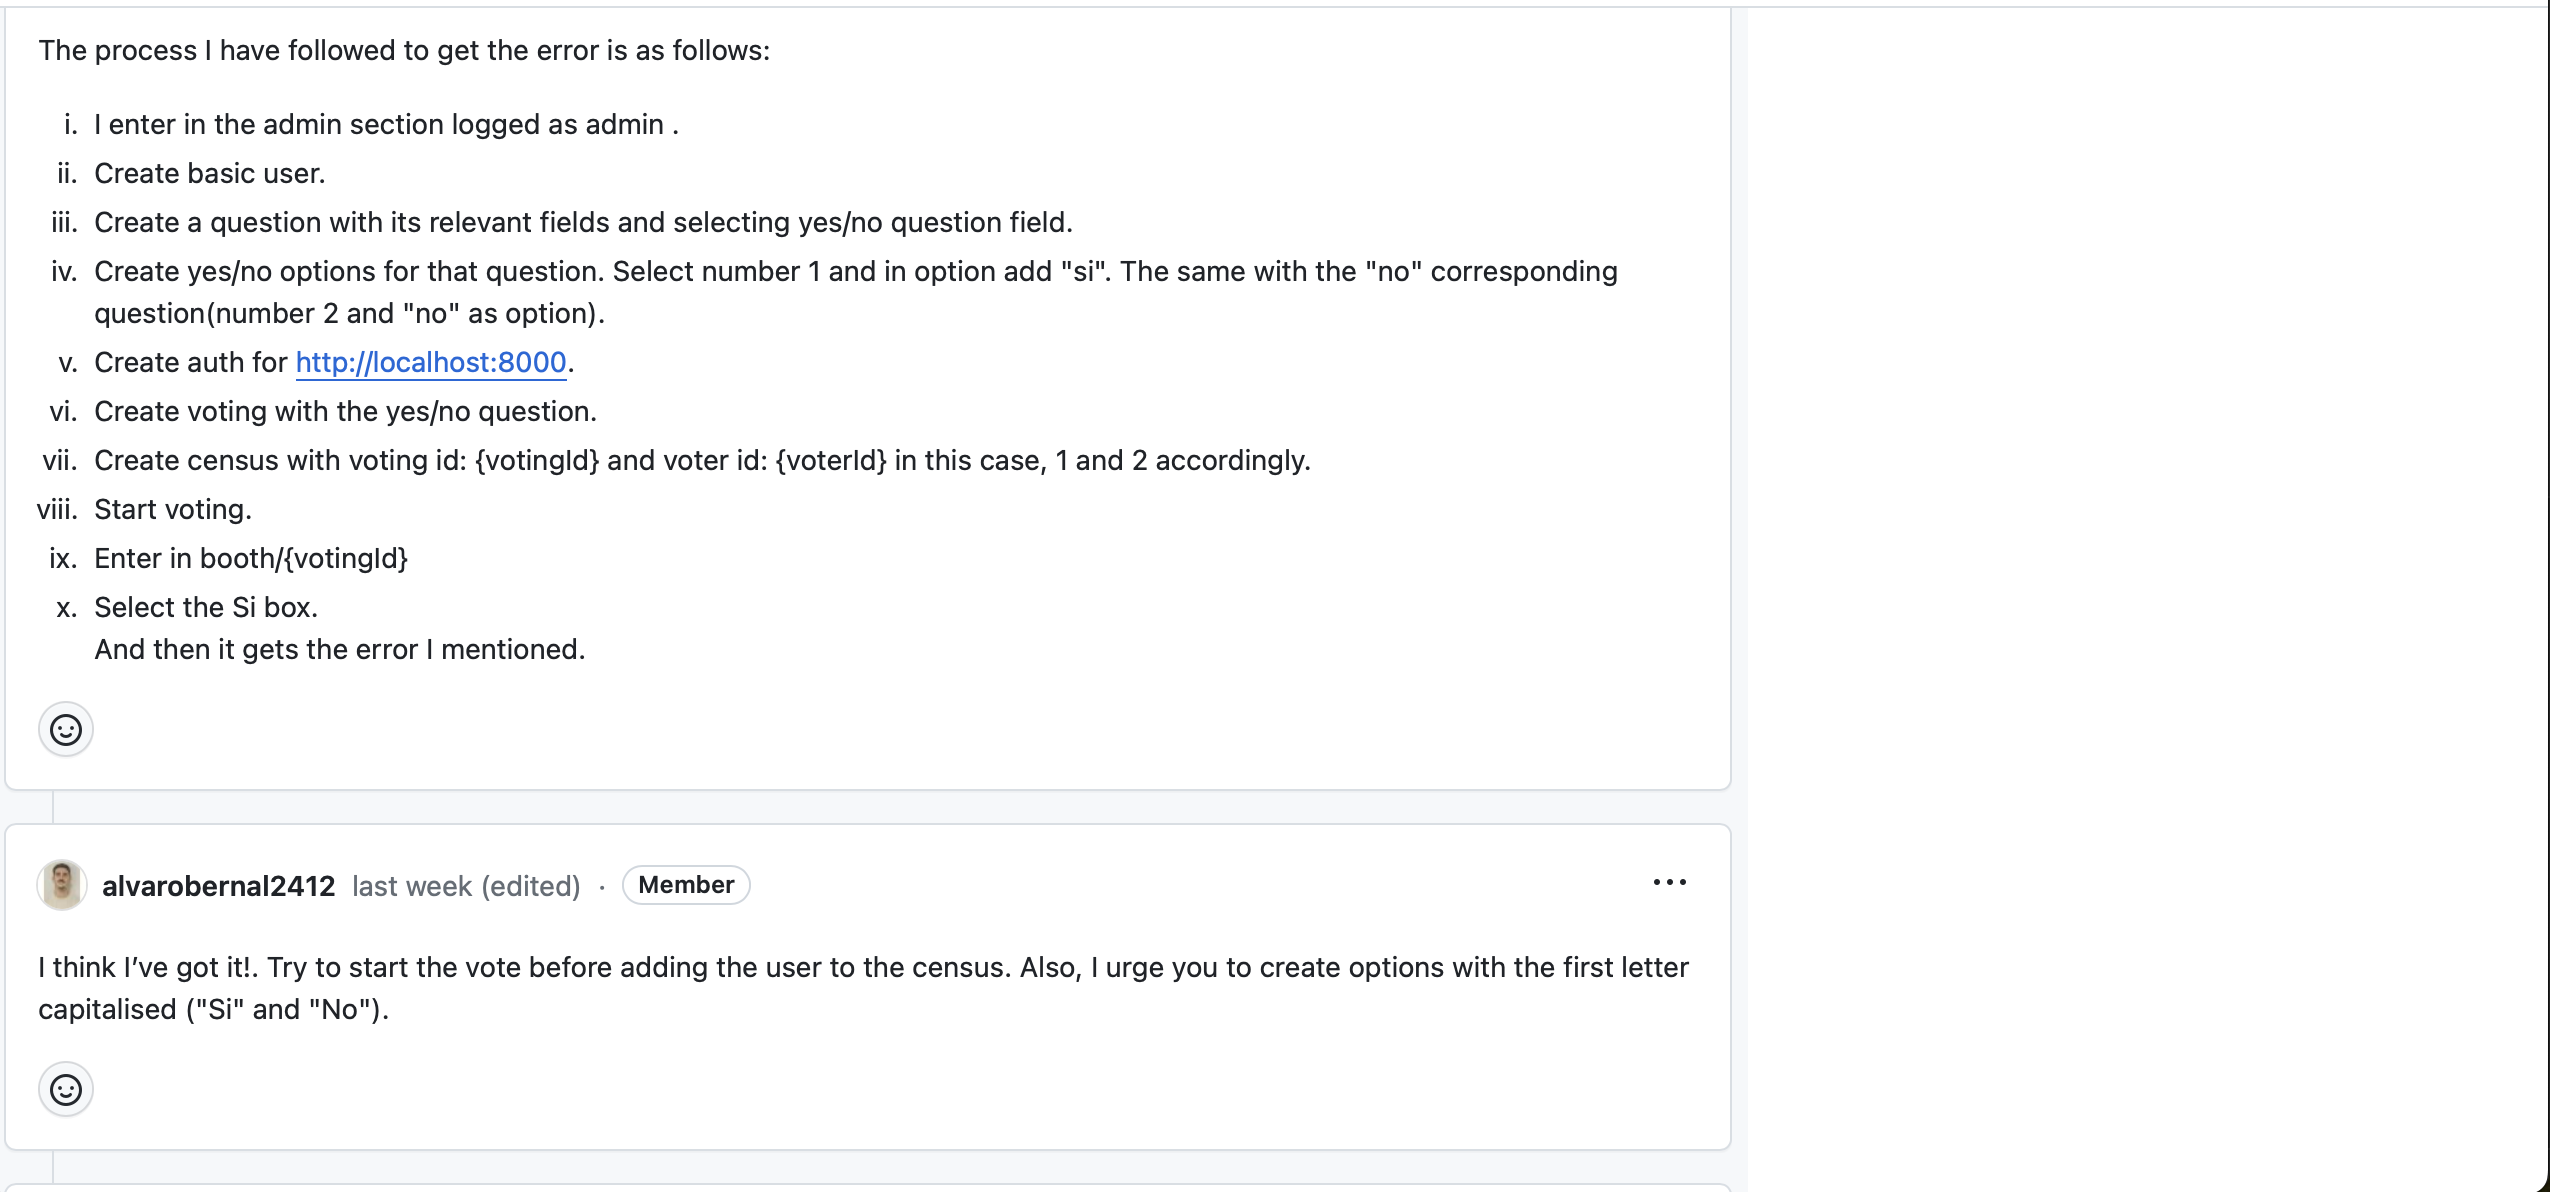 The process I have followed to get the error is as follows:
i. I enter in the admin section logged as admin .
ii. Create basic user.
iii. Create a question with its relevant fields and selecting yes/no question field.
iv. Create yes/no options for that question. Select number 1 and in option add "si". The same with the "no" corresponding
question(number 2 and "no" as option).
v. Create auth for http://localhost:8000.
vi. Create voting with the yes/no question.
vii. Create census with voting id: {votingId} and voter id: {voterId} in this case, 1 and 2 accordingly.
viii. Start voting.
ix. Enter in booth/{votingId}
x. Select the Si box.
And then it gets the error I mentioned.
alvarobernal2412 last week (edited) · Member
I think I’ve got it!. Try to start the vote before adding the user to the census. Also, I urge you to create options with the first letter
capitalised ("Si" and "No").